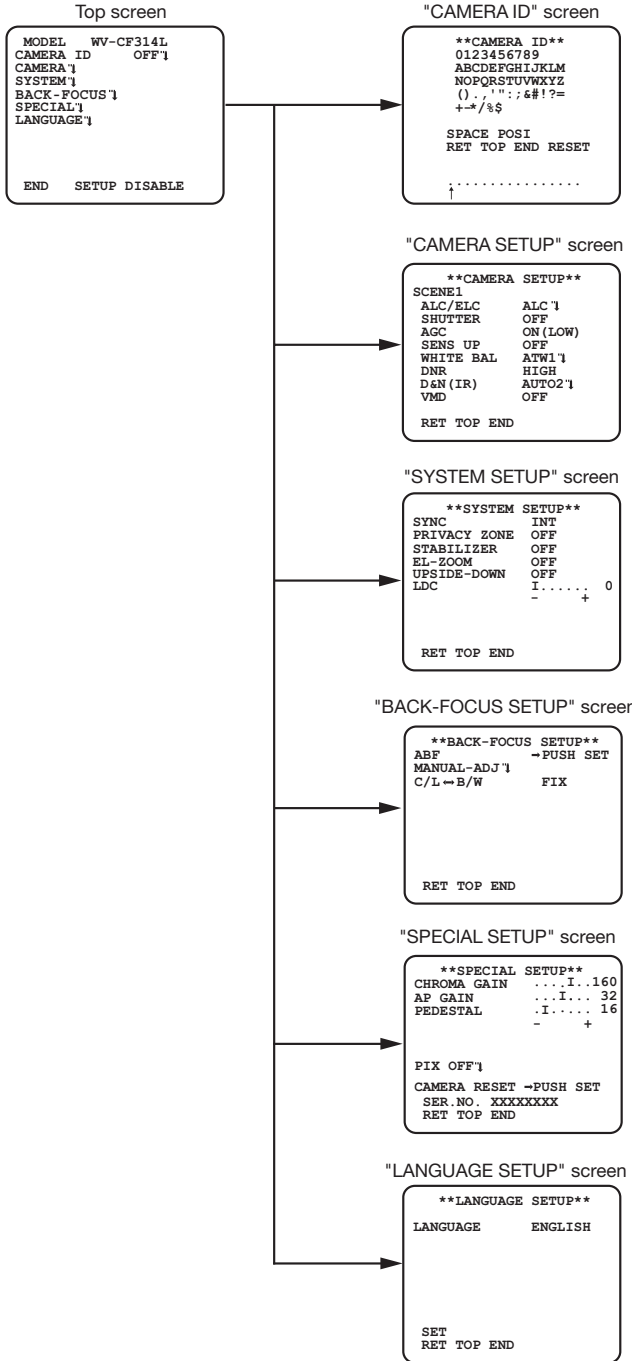 Top screen
MODEL WV-CF314L
CAMERA ID OFF
CAMERA
SYSTEM
BACK-FOCUS
SPECIAL
LANGUAGE
END SETUP DISABLE
"CAMERA ID" screen
**CAMERA ID**
0123456789
ABCDEFGHIJKLM
NOPQRSTUVWXYZ
().,'":;&#!?=
+-*/%$
SPACE POSI
RET TOP END RESET
................
↑
"CAMERA SETUP" screen
**CAMERA SETUP**
SCENE1
ALC/ELC ALC
SHUTTER OFF
AGC ON(LOW)
SENS UP OFF
WHITE BAL ATW1
DNR HIGH
D&N(IR) AUTO2
VMD OFF
RET TOP END
"SYSTEM SETUP" screen
**SYSTEM SETUP**
SYNC INT
PRIVACY ZONE OFF
STABILIZER OFF
EL-ZOOM OFF
UPSIDE-DOWN OFF
LDC I...... 0
- +
RET TOP END
"BACK-FOCUS SETUP" screen
**BACK-FOCUS SETUP**
ABF →PUSH SET
MANUAL-ADJ
C/L↔B/W FIX
RET TOP END
"SPECIAL SETUP" screen
**SPECIAL SETUP**
CHROMA GAIN ....I..160
AP GAIN ...I... 32
PEDESTAL .I..... 16
- +
PIX OFF
CAMERA RESET →PUSH SET
SER.NO. XXXXXXXX
RET TOP END
"LANGUAGE SETUP" screen
**LANGUAGE SETUP**
LANGUAGE ENGLISH
SET
RET TOP END